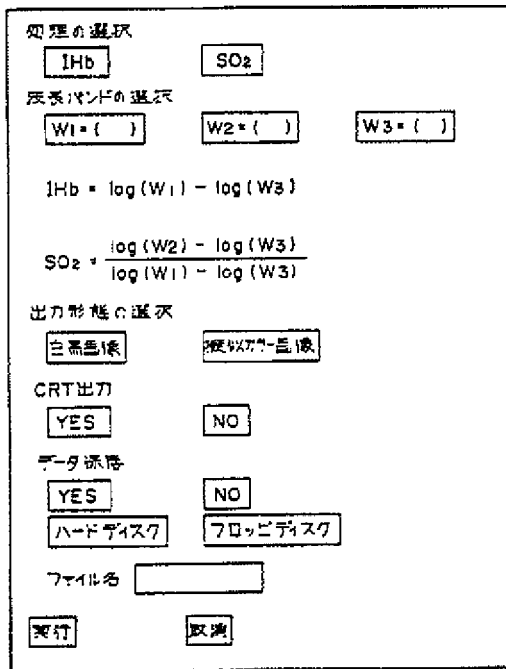 処理の選択
IHb SO2
波長バンドの選択
W1=( ) W2=( ) W3=( )
IHb = log(W1) - log(W3)
SO2 = log(W2) - log(W3)
log(W1) - log(W3)
出力形態の選択
白黒画像 擬似カラー画像
CRT出力
YES NO
データ保存
YES NO
ハードディスク フロッピディスク
ファイル名
実行 取消